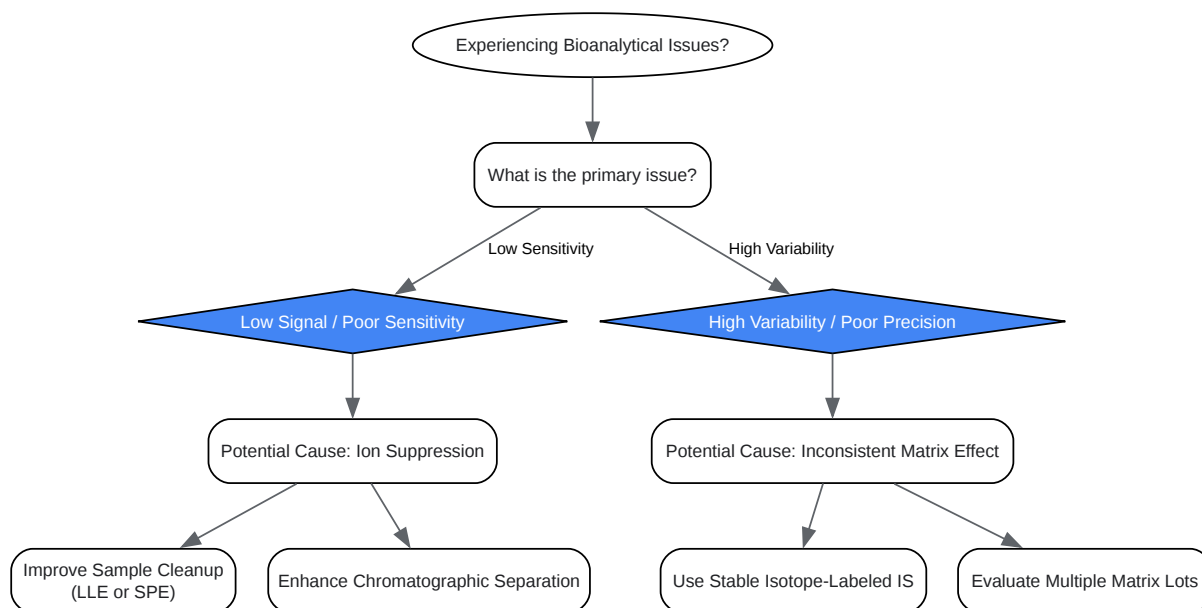 Experiencing Bioanalytical Issues?
What is the primary issue?
Low Sensitivity
High Variability
Low Signal / Poor Sensitivity
High Variability / Poor Precision
Potential Cause: Ion Suppression
Potential Cause: Inconsistent Matrix Effect
Improve Sample Cleanup
(LLE or SPE)
Enhance Chromatographic Separation
Use Stable Isotope-Labeled IS
Evaluate Multiple Matrix Lots